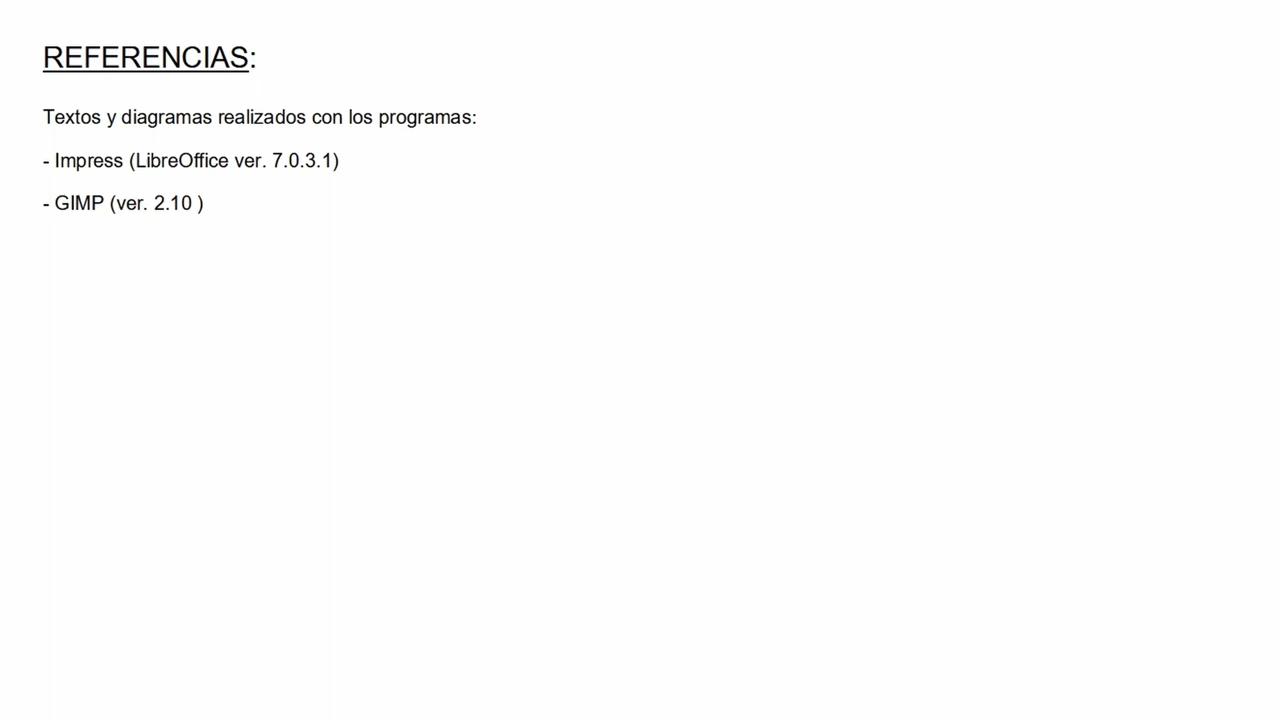 REFERENCIAS:
Textos y diagramas realizados con los programas:
- Impress (LibreOffice ver. 7.0.3.1)
- GIMP (ver. 2.10 )